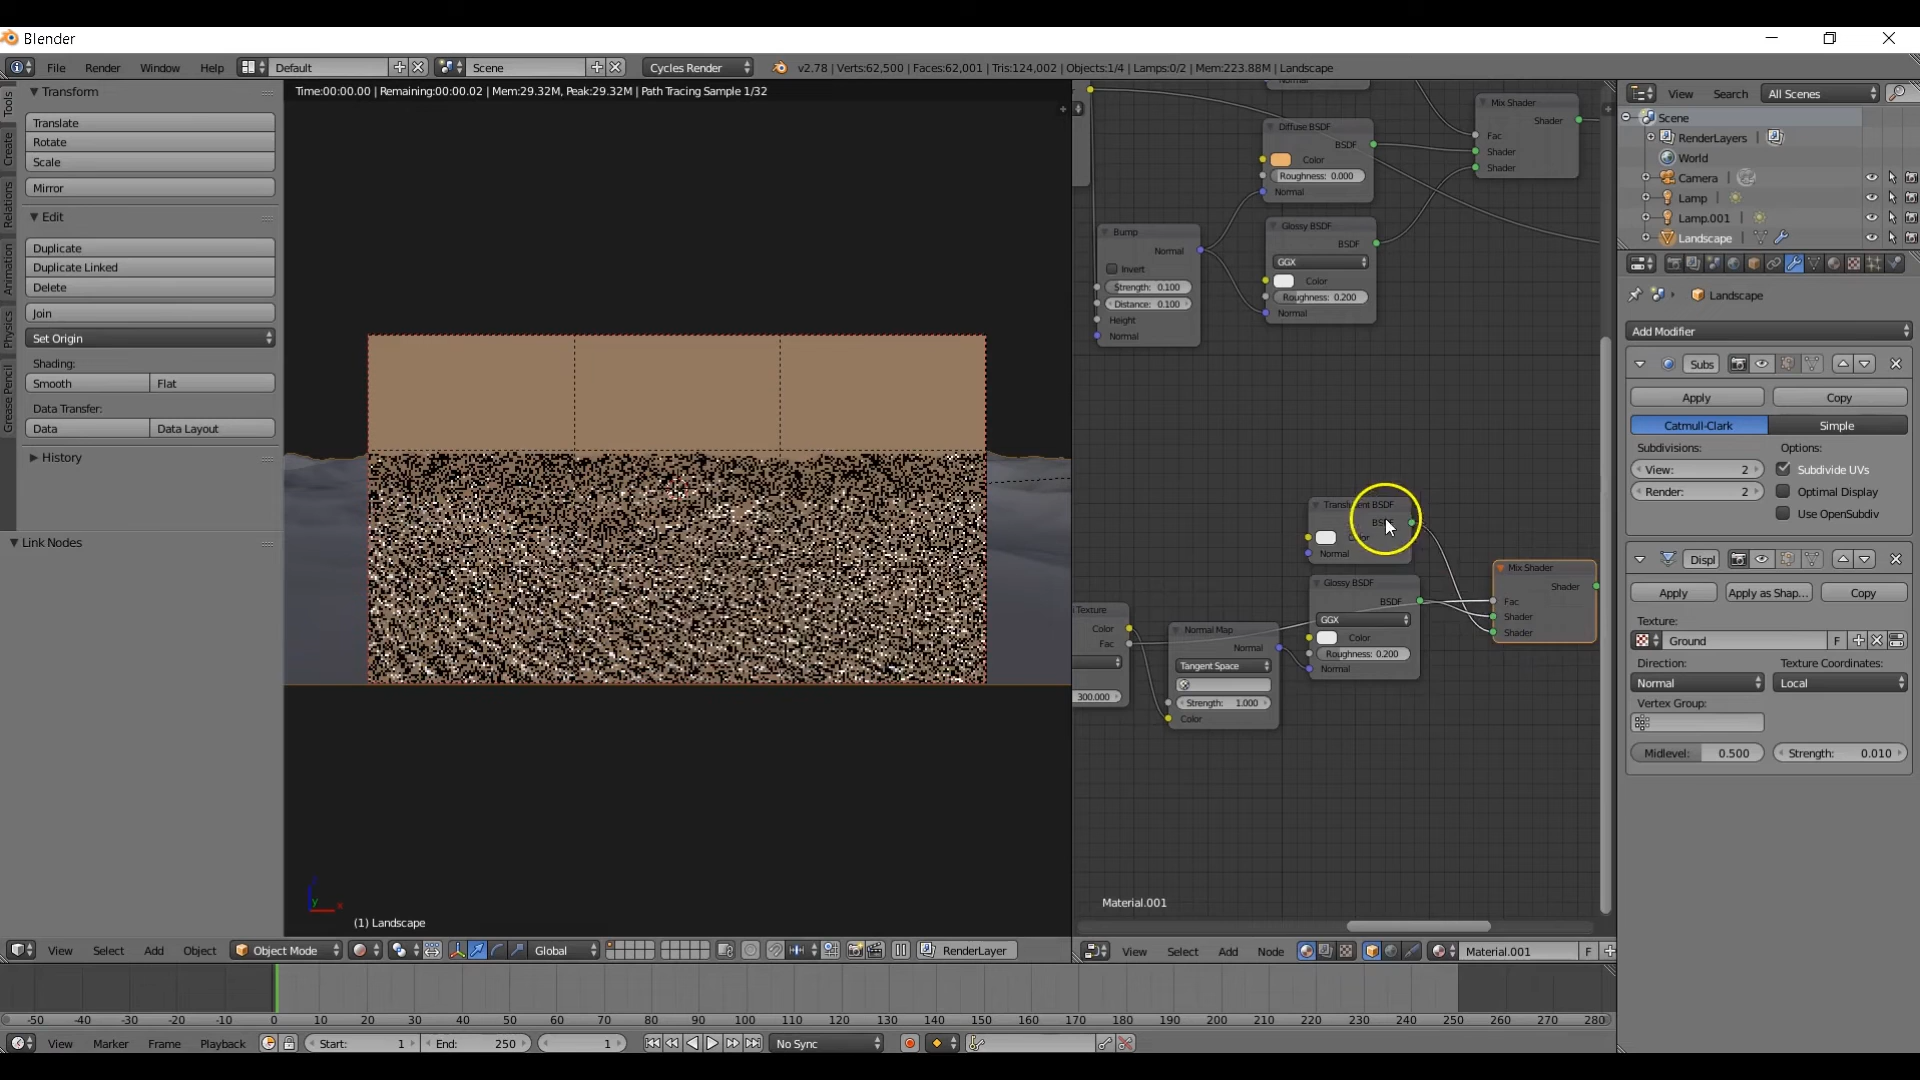 Blender
File Render Window Help Default Scene Cycles Render v2.78 | Verts:62,500 | Faces:62,001 | Tris:124,002 | Objects:1/4 | Lamps:0/2 | Mem:223.88M | Landscape
Tools
Create
Relations
Animation
Physics
Grease Pencil
Transform
Translate
Rotate
Scale
Mirror
Edit
Duplicate
Duplicate Linked
Delete
Join
Set Origin
Shading:
Smooth Flat
Data Transfer:
Data Data Layout
History
Link Nodes
Time:00:00.00 | Remaining:00:00.02 | Mem:29.32M, Peak:29.32M | Path Tracing Sample 1/32
(1) Landscape
View Select Add Object Object Mode Global RenderLayer
Normal
Mix Shader
Shader
Fac
Shader
Shader
Diffuse BSDF
BSDF
Color
Roughness: 0.000
Normal
Bump
Normal
Invert
Strength: 0.100
Distance: 0.100
Height
Normal
Glossy BSDF
BSDF
GGX
Color
Roughness: 0.200
Normal
BSDF
Normal
Glossy BSDF
BSDF
GGX
Color
Roughness: 0.200
Normal
Mix Shader
Shader
Fac
Shader
Shader
Texture
Color
Fac
300.000
Normal Map
Normal
Tangent Space
Strength: 1.000
Color
Material.001
View Select Add Node Material.001 F
View Search All Scenes
Scene
RenderLayers
World
Camera
Lamp
Lamp.001
Landscape
Landscape
Add Modifier
Subs
Apply Copy
Catmull-Clark Simple
Subdivisions: Options:
View: 2 Subdivide UVs
Render: 2 Optimal Display
Use OpenSubdiv
Displ
Apply Apply as Shap... Copy
Texture:
Ground F
Direction: Texture Coordinates:
Normal Local
Vertex Group:
Midlevel: 0.500 Strength: 0.010
-50 -40 -30 -20 -10 0 10 20 30 40 50 60 70 80 90 100 110 120 130 140 150 160 170 180 190 200 210 220 230 240 250 260 270 280
View Marker Frame Playback Start: 1 End: 250 1 No Sync